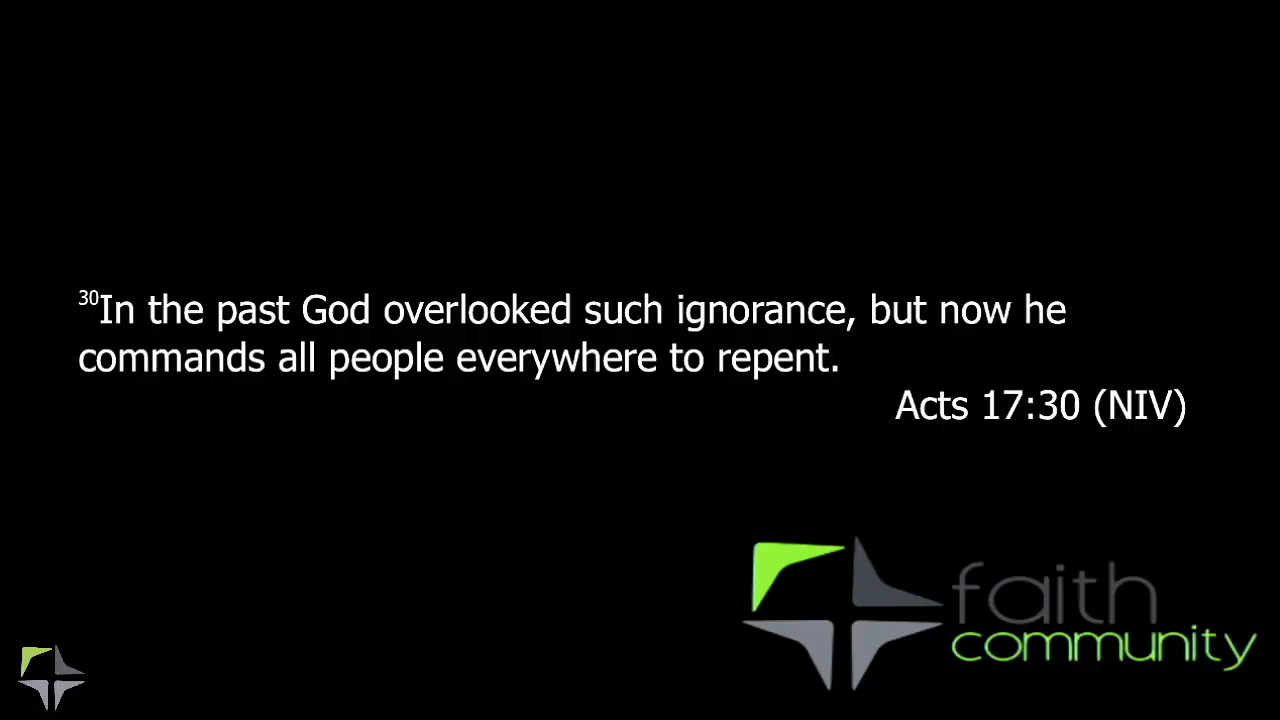 30In the past God overlooked such ignorance, but now he
commands all people everywhere to repent.
Acts 17:30 (NIV)
faith
community